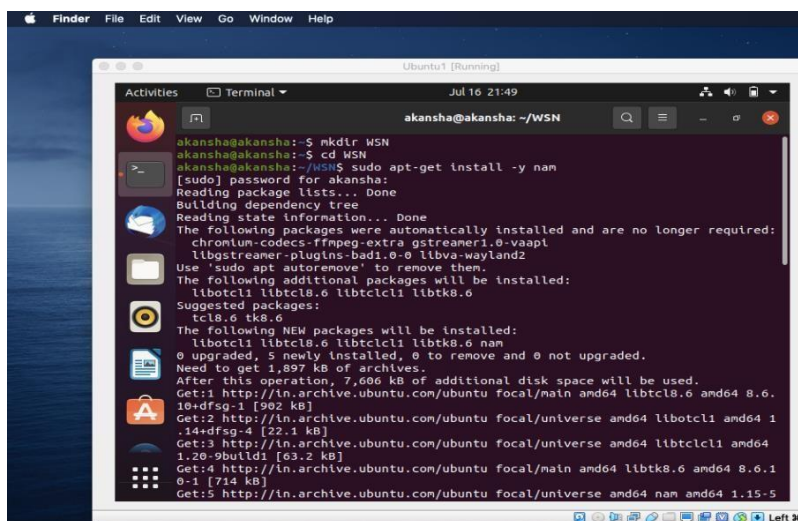 Finder File Edit View Go Window Help
Ubuntu1 [Running]
Activities Terminal Jul 16 21:49
akansha@akansha: ~/WSN
akansha@akansha:~$ mkdir WSN
akansha@akansha:~$ cd WSN
akansha@akansha:~/WSN$ sudo apt-get install -y nam
[sudo] password for akansha:
Reading package lists... Done
Building dependency tree
Reading state information... Done
The following packages were automatically installed and are no longer required:
chromium-codecs-ffmpeg-extra gstreamer1.0-vaapi
libgstreamer-plugins-bad1.0-0 libva-wayland2
Use 'sudo apt autoremove' to remove them.
The following additional packages will be installed:
libotcl1 libtcl8.6 libtclcl1 libtk8.6
Suggested packages:
tcl8.6 tk8.6
The following NEW packages will be installed:
libotcl1 libtcl8.6 libtclcl1 libtk8.6 nam
0 upgraded, 5 newly installed, 0 to remove and 0 not upgraded.
Need to get 1,897 kB of archives.
After this operation, 7,606 kB of additional disk space will be used.
Get:1 http://in.archive.ubuntu.com/ubuntu focal/main amd64 libtcl8.6 amd64 8.6.
10+dfsg-1 [902 kB]
Get:2 http://in.archive.ubuntu.com/ubuntu focal/universe amd64 libotcl1 amd64 1
.14+dfsg-4 [22.1 kB]
Get:3 http://in.archive.ubuntu.com/ubuntu focal/universe amd64 libtclcl1 amd64
1.20-9build1 [63.2 kB]
Get:4 http://in.archive.ubuntu.com/ubuntu focal/main amd64 libtk8.6 amd64 8.6.1
0-1 [714 kB]
Get:5 http://in.archive.ubuntu.com/ubuntu focal/universe amd64 nam amd64 1.15-5
Left